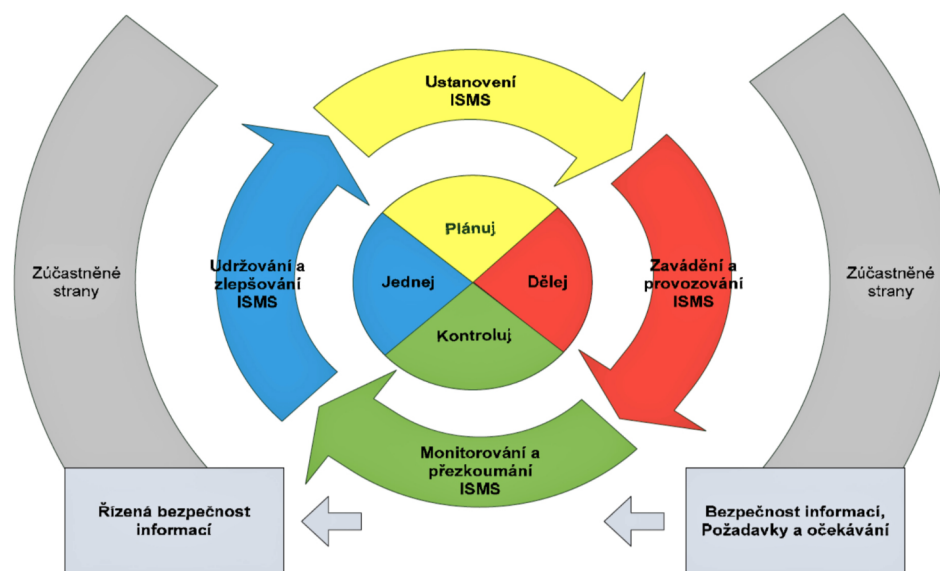 Ustanovení
ISMS
Plánuj
Zúčastněné
strany
Udržování a
zlepšování
ISMS
Jednej
Dělej
Zavádění a
provozování
ISMS
Zúčastněné
strany
Kontroluj
Monitorování a
přezkoumání
ISMS
Řízená bezpečnost
informací
Bezpečnost informací,
Požadavky a očekávání